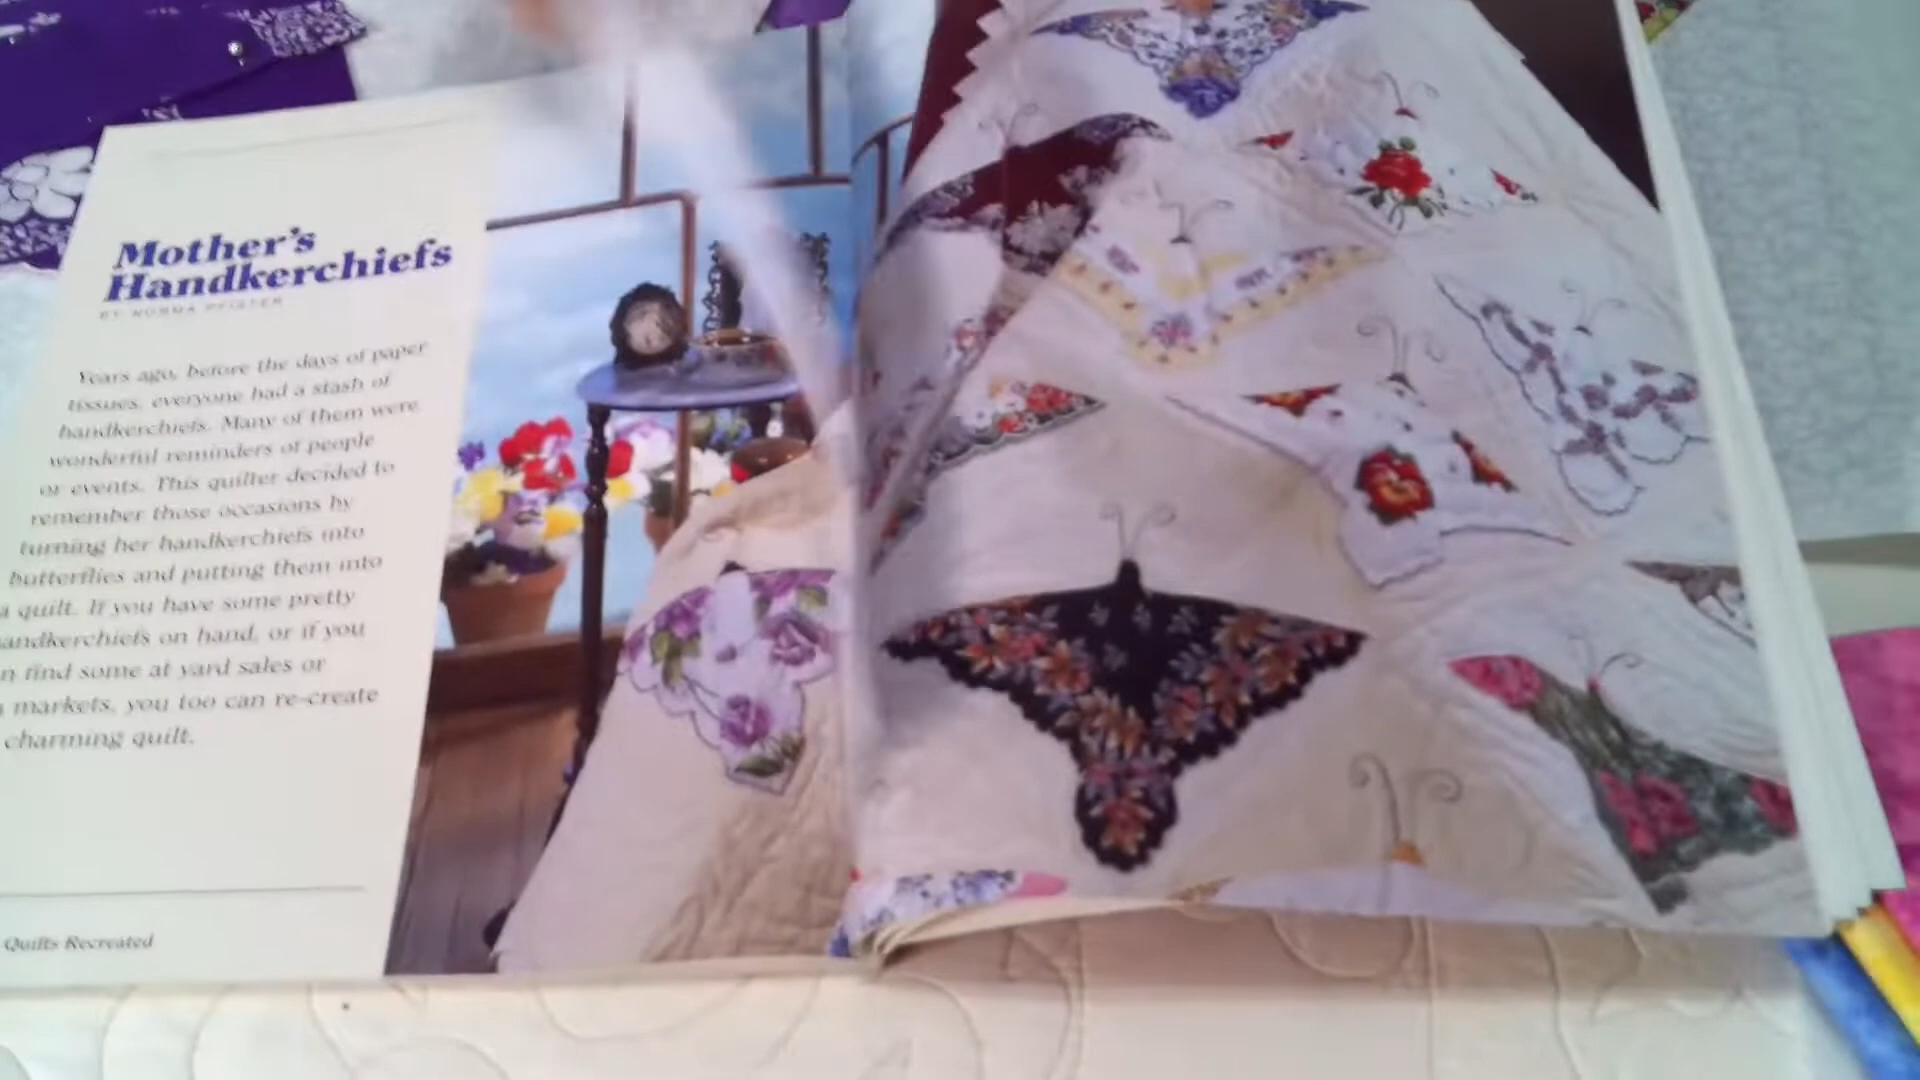 Mother's
Handkerchiefs
BY NORMA PFISTER
Years ago, before the days of paper
tissues, everyone had a stash of
handkerchiefs. Many of them were
wonderful reminders of people
or events. This quilter decided to
remember those occasions by
turning her handkerchiefs into
butterflies and putting them into
a quilt. If you have some pretty
andkerchiefs on hand, or if you
n find some at yard sales or
markets, you too can re-create
charming quilt.
Quilts Recreated